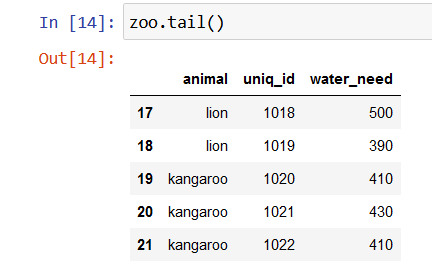 In [14]: zoo.tail()
Out[14]:
animal uniq_id water_need
17 lion 1018 500
18 lion 1019 390
19 kangaroo 1020 410
20 kangaroo 1021 430
21 kangaroo 1022 410